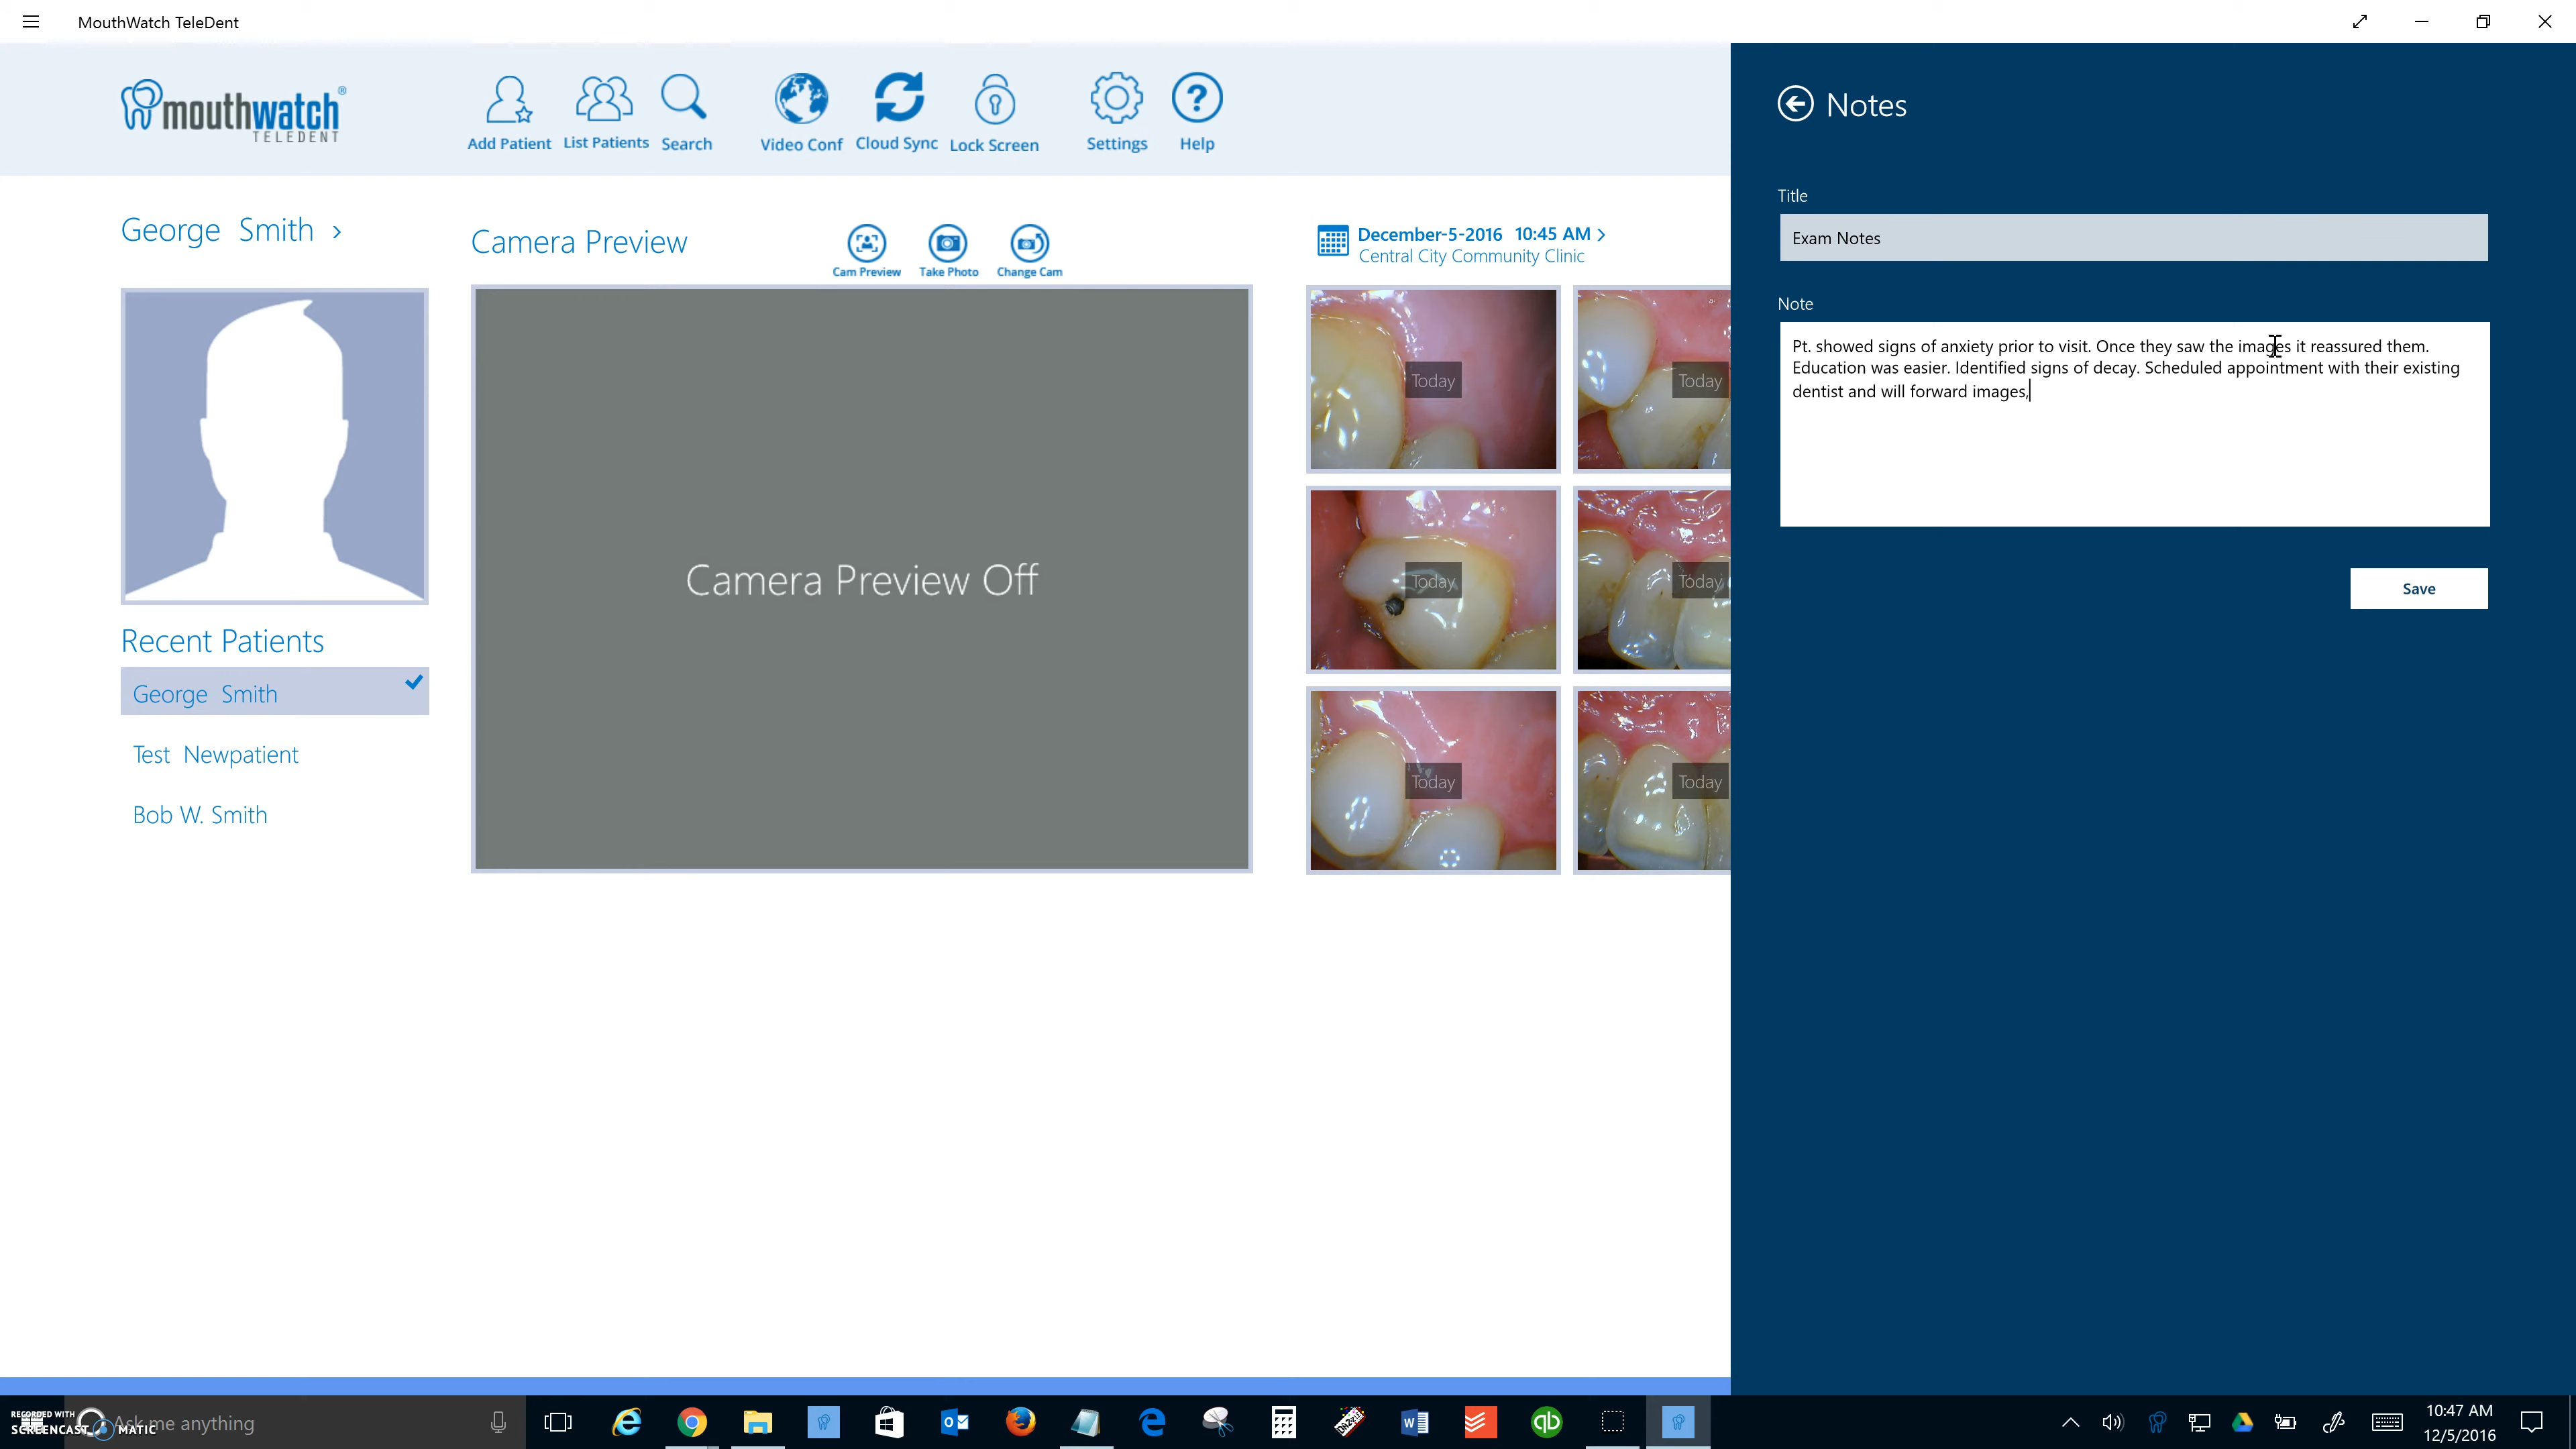 MouthWatch TeleDent
mouthwatch®
TELEDENT
Add Patient
List Patients
Search
Video Conf
Cloud Sync
Lock Screen
Settings
Help
George Smith >
Camera Preview
Cam Preview
Take Photo
Change Cam
December-5-2016 10:45 AM >
Central City Community Clinic
Camera Preview Off
Today
Today
Today
Today
Today
Today
Recent Patients
George Smith
Test Newpatient
Bob W. Smith
Notes
Title
Exam Notes
Note
Pt. showed signs of anxiety prior to visit. Once they saw the images it reassured them.
Education was easier. Identified signs of decay. Scheduled appointment with their existing
dentist and will forward images,
Save
RECORDED WITH
SCREENCAST MATIC
Ask me anything
10:47 AM
12/5/2016